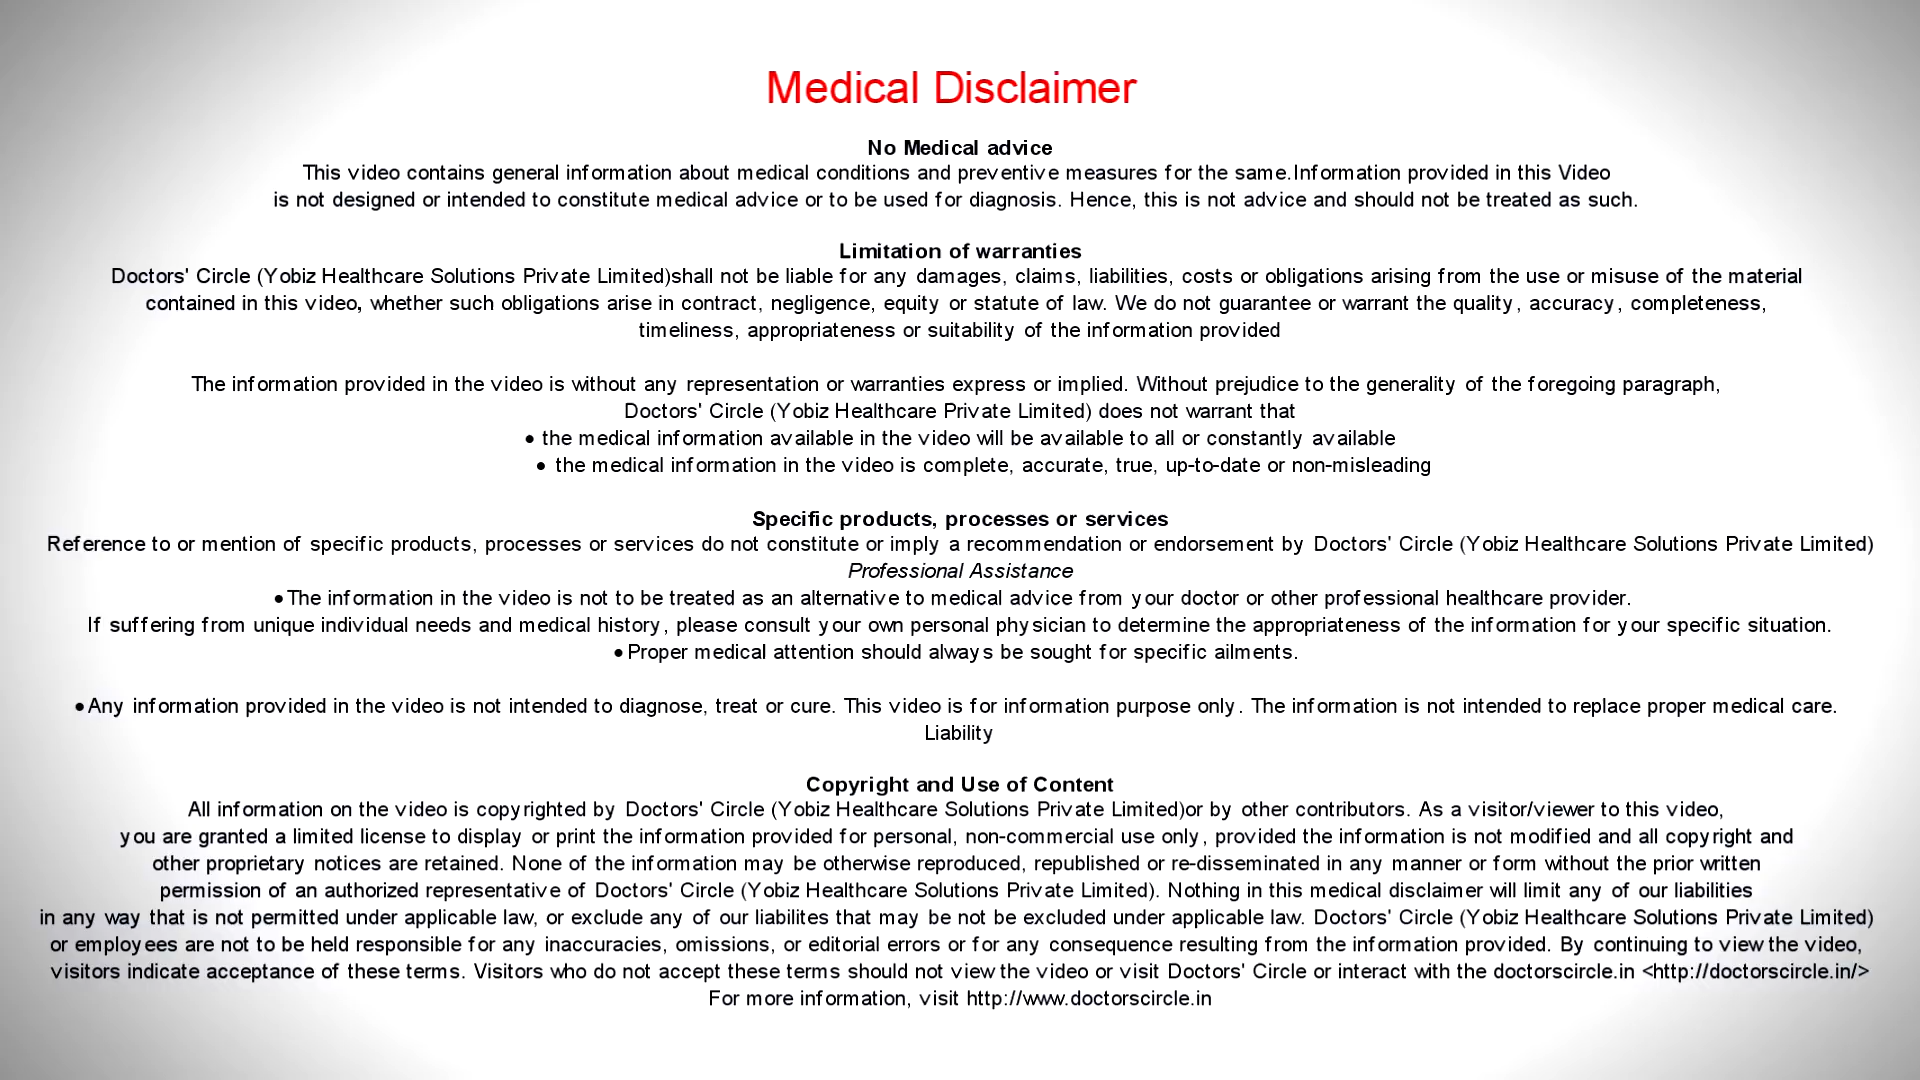 Medical Disclaimer
No Medical advice
This video contains general information about medical conditions and preventive measures for the same.Information provided in this Video
is not designed or intended to constitute medical advice or to be used for diagnosis. Hence, this is not advice and should not be treated as such.
Limitation of warranties
Doctors' Circle (Yobiz Healthcare Solutions Private Limited)shall not be liable for any damages, claims, liabilities, costs or obligations arising from the use or misuse of the material
contained in this video, whether such obligations arise in contract, negligence, equity or statute of law. We do not guarantee or warrant the quality, accuracy, completeness,
timeliness, appropriateness or suitability of the information provided
The information provided in the video is without any representation or warranties express or implied. Without prejudice to the generality of the foregoing paragraph,
Doctors' Circle (Yobiz Healthcare Private Limited) does not warrant that
• the medical information available in the video will be available to all or constantly available
• the medical information in the video is complete, accurate, true, up-to-date or non-misleading
Specific products, processes or services
Reference to or mention of specific products, processes or services do not constitute or imply a recommendation or endorsement by Doctors' Circle (Yobiz Healthcare Solutions Private Limited)
Professional Assistance
•The information in the video is not to be treated as an alternative to medical advice from your doctor or other professional healthcare provider.
If suffering from unique individual needs and medical history, please consult your own personal physician to determine the appropriateness of the information for your specific situation.
•Proper medical attention should always be sought for specific ailments.
•Any information provided in the video is not intended to diagnose, treat or cure. This video is for information purpose only. The information is not intended to replace proper medical care.
Liability
Copyright and Use of Content
All information on the video is copyrighted by Doctors' Circle (Yobiz Healthcare Solutions Private Limited)or by other contributors. As a visitor/viewer to this video,
you are granted a limited license to display or print the information provided for personal, non-commercial use only, provided the information is not modified and all copyright and
other proprietary notices are retained. None of the information may be otherwise reproduced, republished or re-disseminated in any manner or form without the prior written
permission of an authorized representative of Doctors' Circle (Yobiz Healthcare Solutions Private Limited). Nothing in this medical disclaimer will limit any of our liabilities
in any way that is not permitted under applicable law, or exclude any of our liabilites that may be not be excluded under applicable law. Doctors' Circle (Yobiz Healthcare Solutions Private Limited)
or employees are not to be held responsible for any inaccuracies, omissions, or editorial errors or for any consequence resulting from the information provided. By continuing to view the video,
visitors indicate acceptance of these terms. Visitors who do not accept these terms should not view the video or visit Doctors' Circle or interact with the doctorscircle.in <http://doctorscircle.in/>
For more information, visit http://www.doctorscircle.in